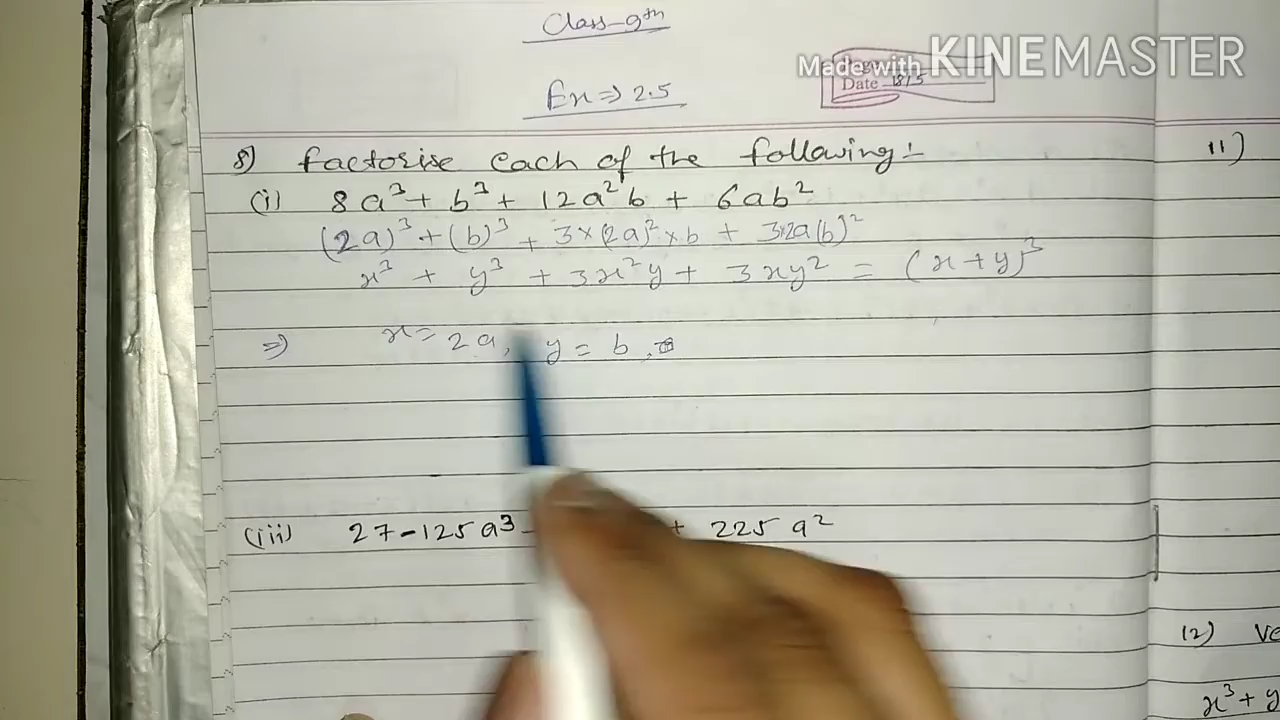 Class-9th
Made with KINEMASTER
Date 18/5
Ex⇒2.5
8) factorise each of the following:-
(i) 8a³+ b³+ 12a²b + 6ab²
(2a)³+(b)³ + 3×(2a)²×b + 3×2a(b)²
x³ + y³ + 3x²y + 3xy² = (x+y)³
⇒ x= 2a, y = b,
(iii) 27-125a³- + 225a²
11)
12) Ve
x³+ y